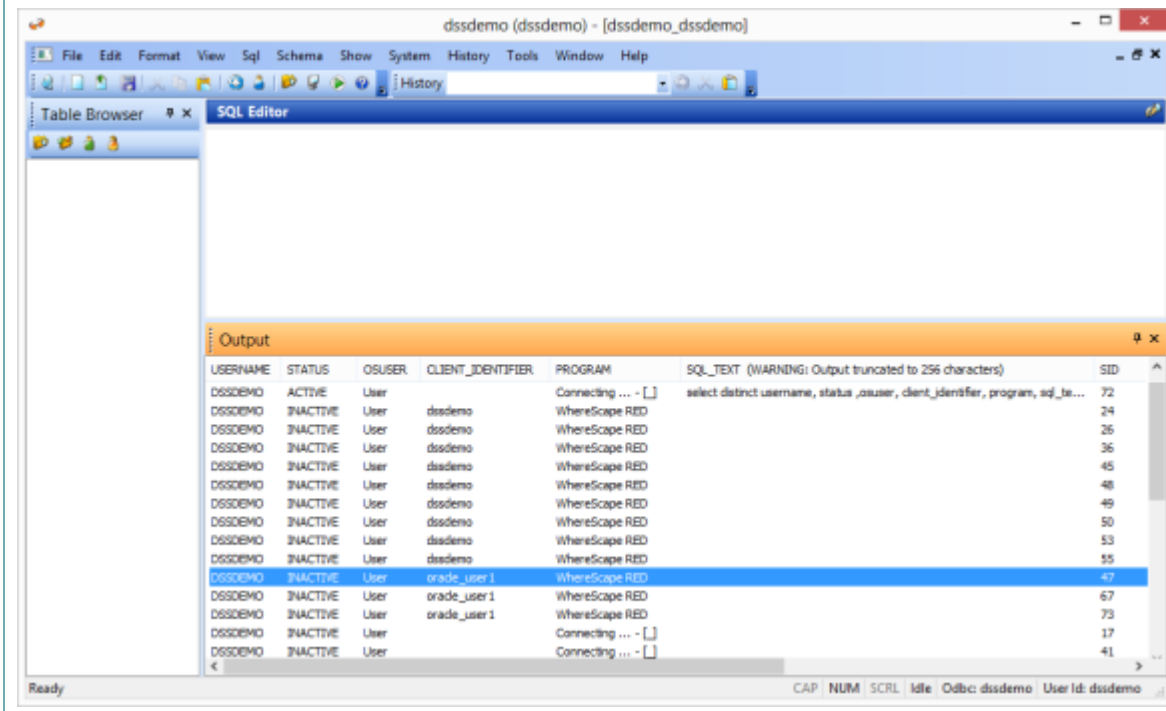 dssdemo (dssdemo) - [dssdemo_dssdemo]
File Edit Format View Sql Schema Show System History Tools Window Help
History
Table Browser
SQL Editor
Output
USERNAME STATUS OSUSER CLIENT_IDENTIFIER PROGRAM SQL_TEXT (WARNING: Output truncated to 256 characters) SID
DSSDEMO ACTIVE User Connecting ... - [_] select distinct username, status ,osuser, client_identifier, program, sql_te... 72
DSSDEMO INACTIVE User dssdemo WhereScape RED 24
DSSDEMO INACTIVE User dssdemo WhereScape RED 26
DSSDEMO INACTIVE User dssdemo WhereScape RED 36
DSSDEMO INACTIVE User dssdemo WhereScape RED 45
DSSDEMO INACTIVE User dssdemo WhereScape RED 48
DSSDEMO INACTIVE User dssdemo WhereScape RED 49
DSSDEMO INACTIVE User dssdemo WhereScape RED 50
DSSDEMO INACTIVE User dssdemo WhereScape RED 53
DSSDEMO INACTIVE User dssdemo WhereScape RED 55
DSSDEMO INACTIVE User oracle_user1 WhereScape RED 47
DSSDEMO INACTIVE User oracle_user1 WhereScape RED 67
DSSDEMO INACTIVE User oracle_user1 WhereScape RED 73
DSSDEMO INACTIVE User Connecting ... - [_] 17
DSSDEMO INACTIVE User Connecting ... - [_] 41
Ready CAP NUM SCRL Idle Odbc: dssdemo User Id: dssdemo